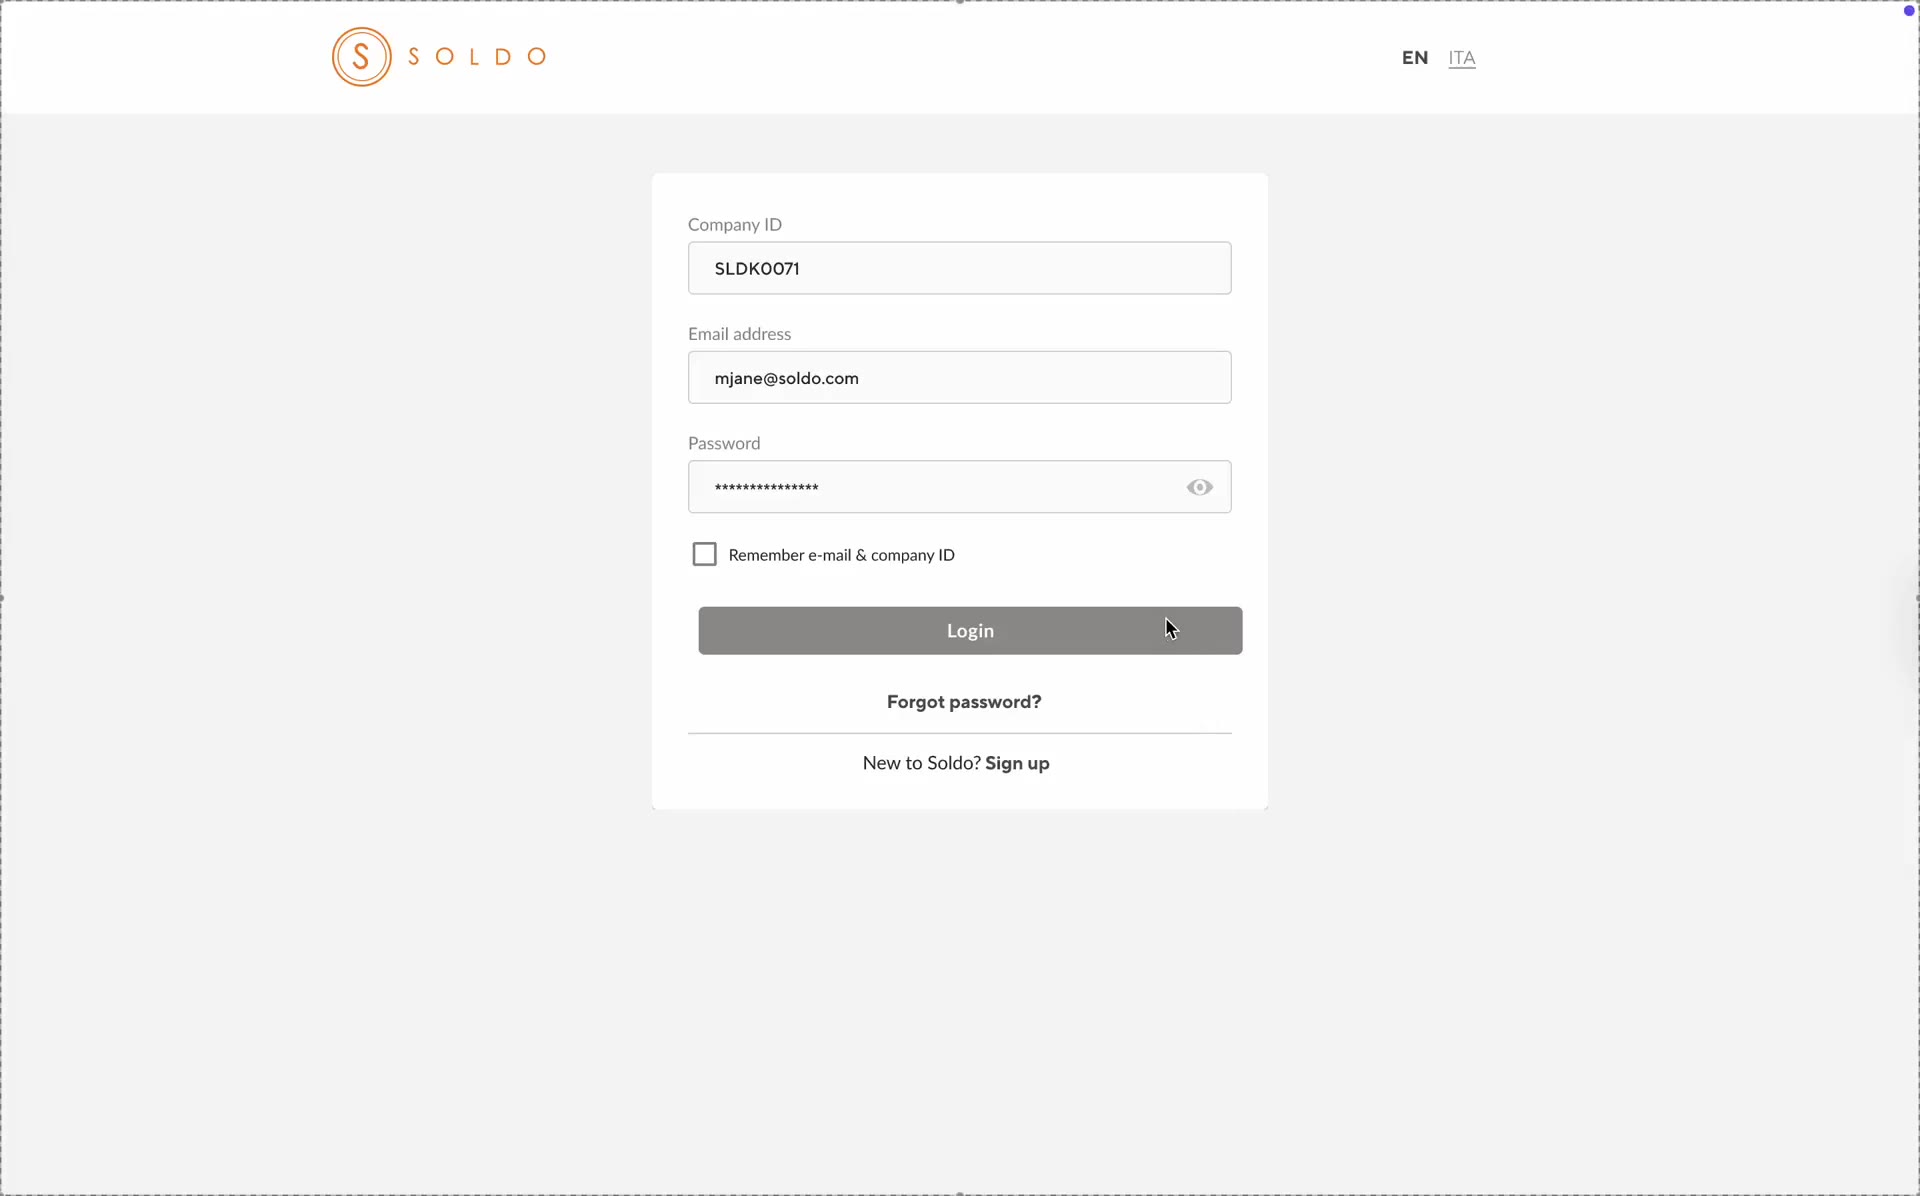 S SOLDO
EN ITA
Company ID
SLDK0071
Email address
mjane@soldo.com
Password
***************
Remember e-mail & company ID
Login
Forgot password?
New to Soldo? Sign up